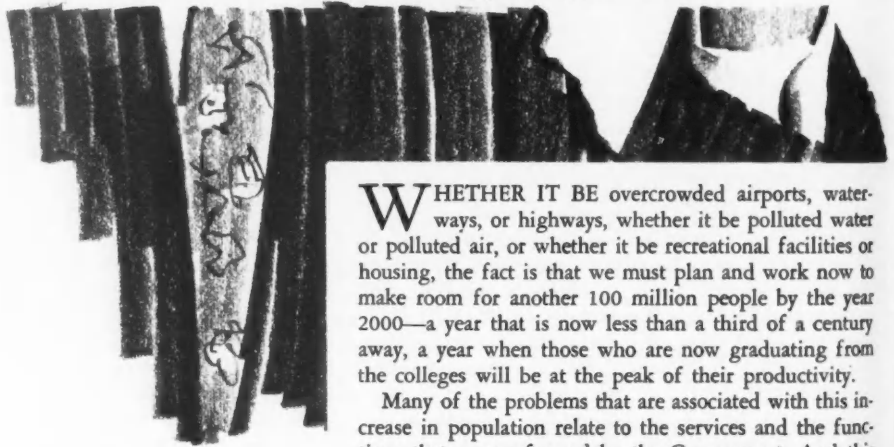 WHETHER IT BE overcrowded airports, water-
ways, or highways, whether it be polluted water
or polluted air, or whether it be recreational facilities or
housing, the fact is that we must plan and work now to
make room for another 100 million people by the year
2000—a year that is now less than a third of a century
away, a year when those who are now graduating from
the colleges will be at the peak of their productivity.
Many of the problems that are associated with this in-
crease in population relate to the services and the func-